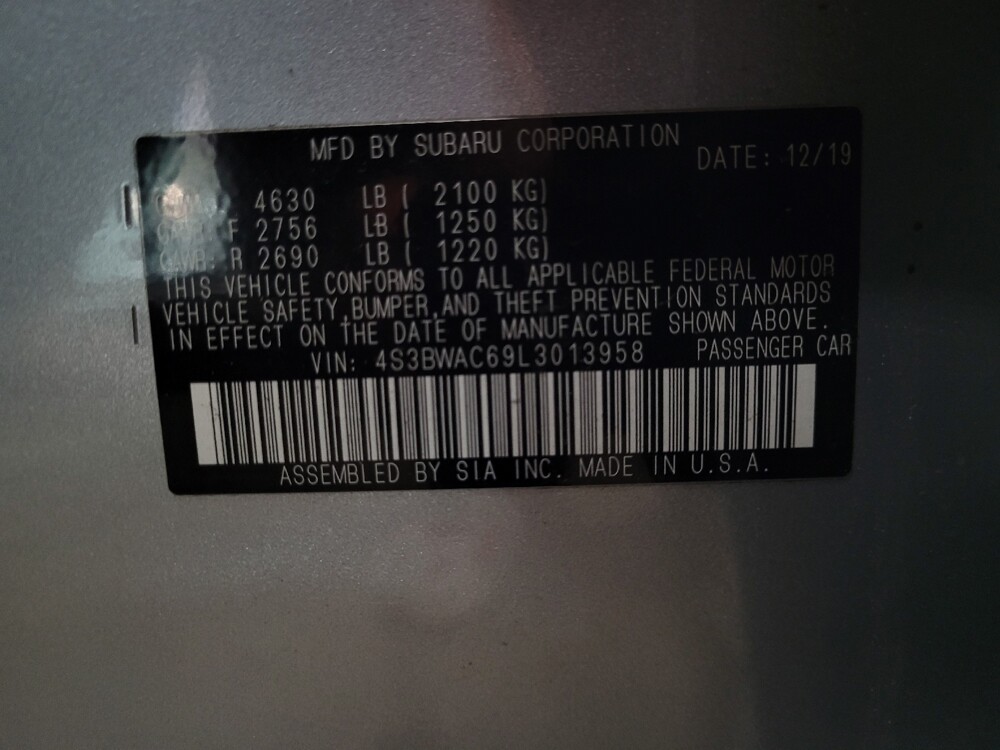 MFD BY SUBARU CORPORATION DATE: 12/19
4630 LB ( 2100 KG)
F 2756 LB ( 1250 KG)
R 2690 LB ( 1220 KG)
THIS VEHICLE CONFORMS TO ALL APPLICABLE FEDERAL MOTOR
VEHICLE SAFETY,BUMPER,AND THEFT PREVENTION STANDARDS
IN EFFECT ON THE DATE OF MANUFACTURE SHOWN ABOVE.
VIN: 4S3BWAC69L3013958 PASSENGER CAR
ASSEMBLED BY SIA INC. MADE IN U.S.A.